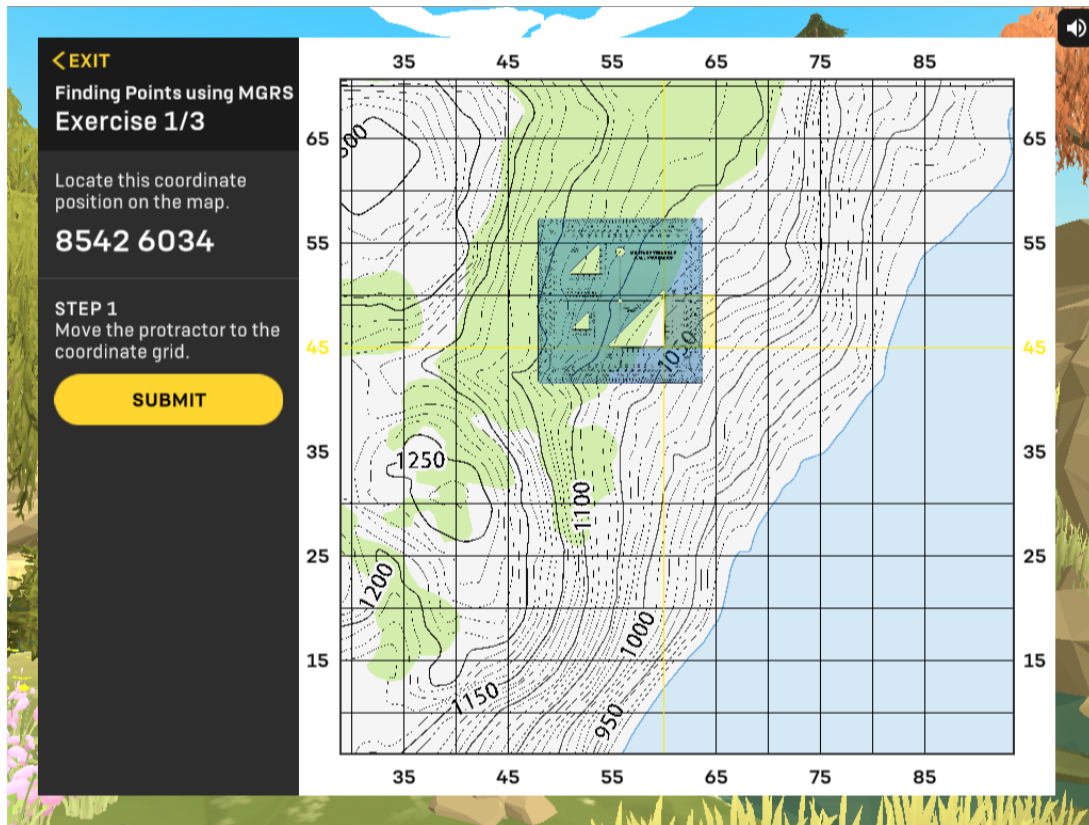 EXIT
Finding Points using MGRS
Exercise 1/3
Locate this coordinate
position on the map.
8542 6034
STEP 1
Move the protractor to the
coordinate grid.
SUBMIT
35 45 55 65 75 85
65 65
55 55
45 45
35 35
25 25
15 15
1250
1100
1200
1000
1150
950
35 45 55 65 75 85